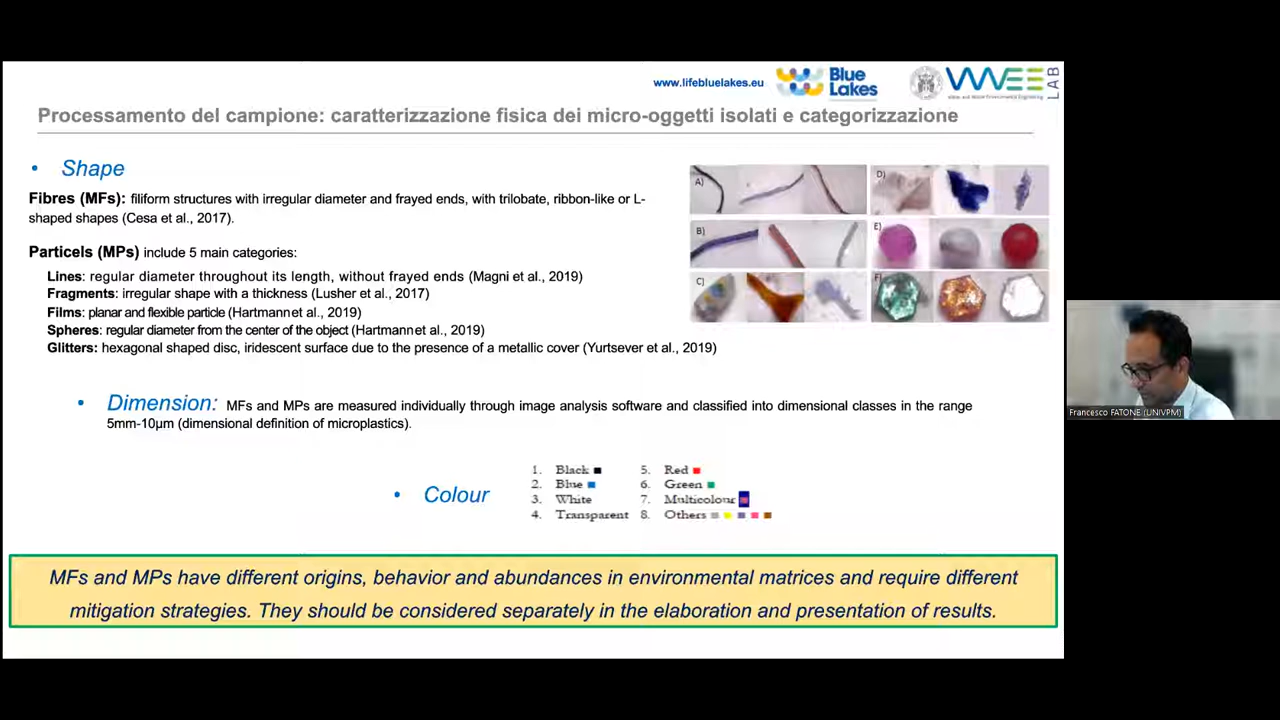 www.lifebluelakes.eu
Blue
Lakes
WWEE
LAB
Processamento del campione: caratterizzazione fisica dei micro-oggetti isolati e categorizzazione
• Shape
Fibres (MFs): filiform structures with irregular diameter and frayed ends, with trilobate, ribbon-like or L-
shaped shapes (Cesa et al., 2017).
Particels (MPs) include 5 main categories:
Lines: regular diameter throughout its length, without frayed ends (Magni et al., 2019)
Fragments: irregular shape with a thickness (Lusher et al., 2017)
Films: planar and flexible particle (Hartmann et al., 2019)
Spheres: regular diameter from the center of the object (Hartmann et al., 2019)
Glitters: hexagonal shaped disc, iridescent surface due to the presence of a metallic cover (Yurtsever et al., 2019)
A)
D)
B)
E)
C)
F)
Francesco FATONE (UNIVPM)
• Dimension: MFs and MPs are measured individually through image analysis software and classified into dimensional classes in the range
5mm-10µm (dimensional definition of microplastics).
• Colour
1. Black
2. Blue
3. White
4. Transparent
5. Red
6. Green
7. Multicolour
8. Others
MFs and MPs have different origins, behavior and abundances in environmental matrices and require different
mitigation strategies. They should be considered separately in the elaboration and presentation of results.